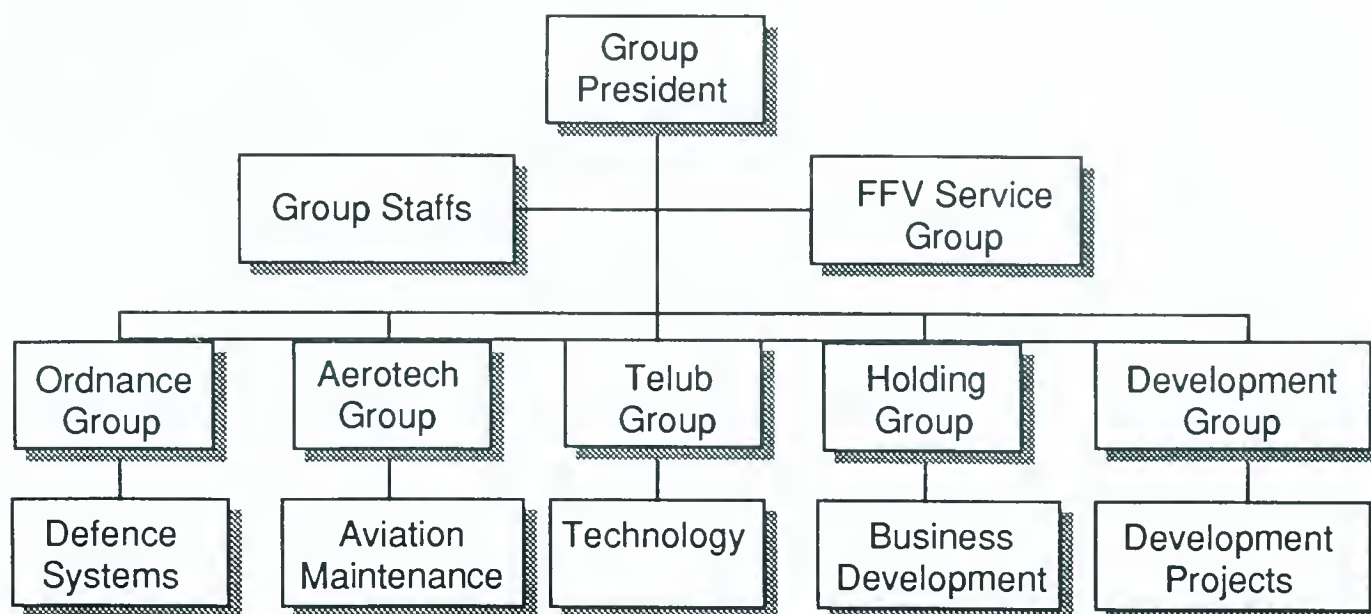 Group
President
Group Staffs
FFV Service
Group
Ordnance
Group
Aerotech
Group
Telub
Group
Holding
Group
Development
Group
Defence
Systems
Aviation
Maintenance
Technology
Business
Development
Development
Projects